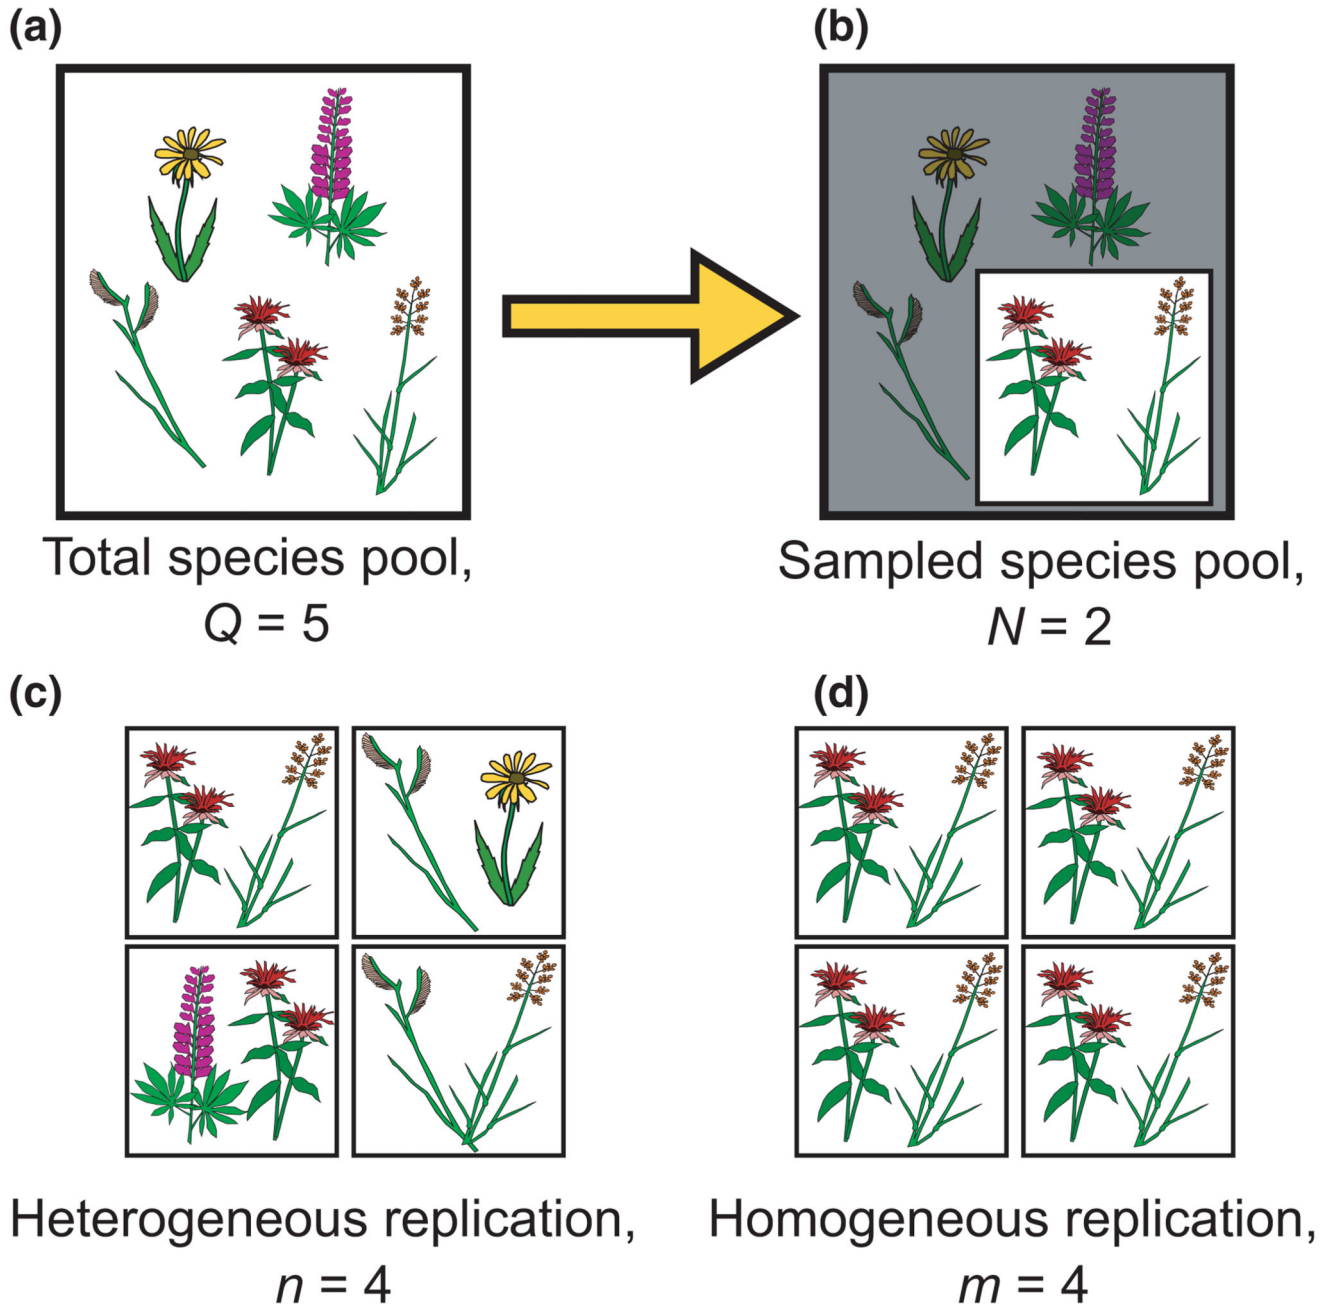 (a)
(b)
Total species pool,
Q = 5
Sampled species pool,
N = 2
(c)
(d)
Heterogeneous replication,
n = 4
Homogeneous replication,
m = 4